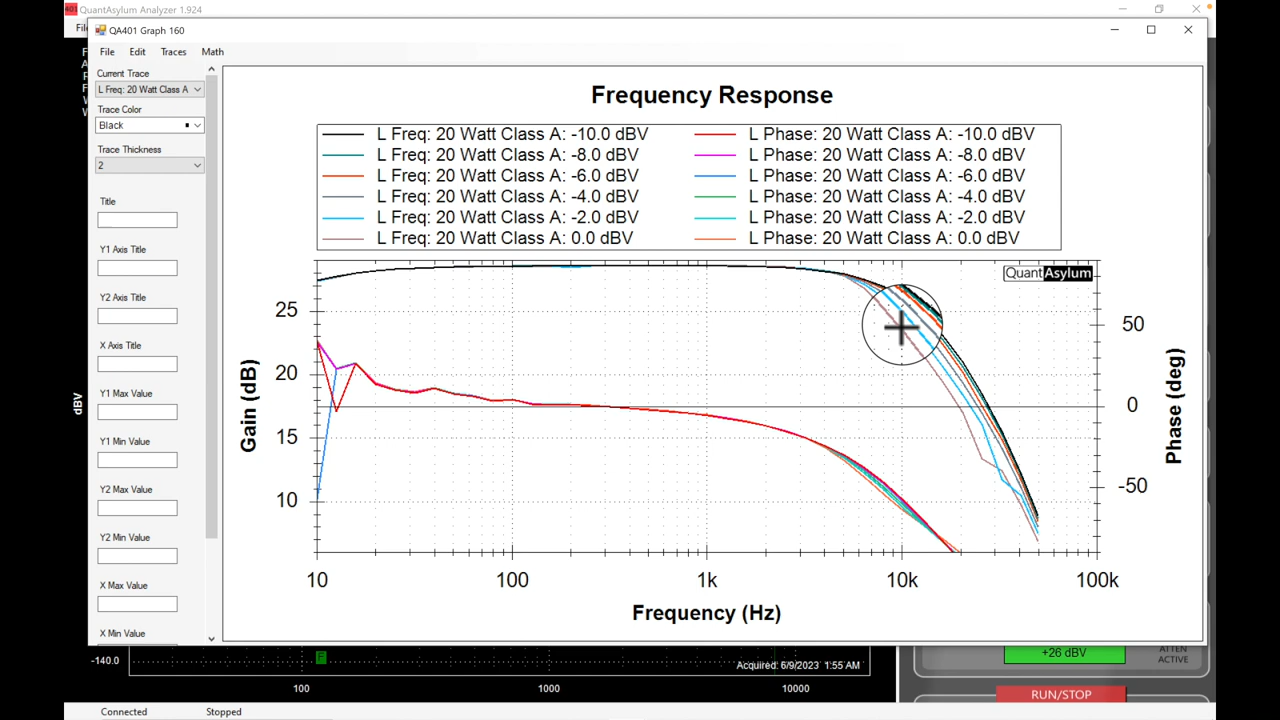 401 QuantAsylum Analyzer 1.924
QA401 Graph 160
File Edit Traces Math
Current Trace
L Freq: 20 Watt Class A
Trace Color
Black
Trace Thickness
2
Title
Y1 Axis Title
Y2 Axis Title
X Axis Title
Y1 Max Value
Y1 Min Value
Y2 Max Value
Y2 Min Value
X Max Value
X Min Value
Frequency Response
L Freq: 20 Watt Class A: -10.0 dBV L Phase: 20 Watt Class A: -10.0 dBV
L Freq: 20 Watt Class A: -8.0 dBV L Phase: 20 Watt Class A: -8.0 dBV
L Freq: 20 Watt Class A: -6.0 dBV L Phase: 20 Watt Class A: -6.0 dBV
L Freq: 20 Watt Class A: -4.0 dBV L Phase: 20 Watt Class A: -4.0 dBV
L Freq: 20 Watt Class A: -2.0 dBV L Phase: 20 Watt Class A: -2.0 dBV
L Freq: 20 Watt Class A: 0.0 dBV L Phase: 20 Watt Class A: 0.0 dBV
QuantAsylum
25
20
15
10
50
0
-50
Gain (dB)
Phase (deg)
10 100 1k 10k 100k
Frequency (Hz)
dBV
-140.0
F
Acquired: 6/9/2023 1:55 AM
100 1000 10000
+26 dBV
ATTEN
ACTIVE
RUN/STOP
Connected Stopped